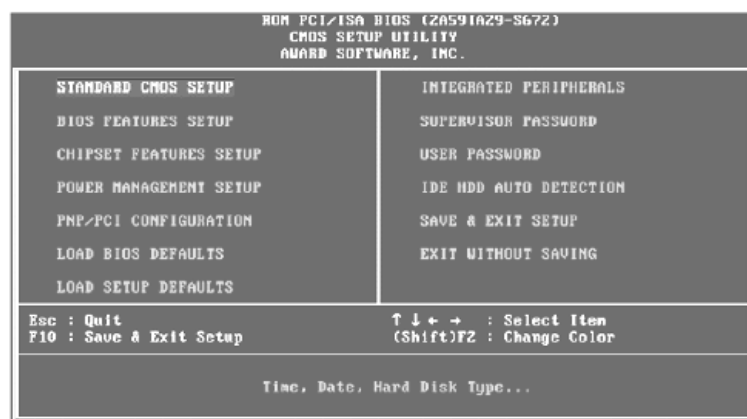 ROM PCI/ISA BIOS (2A59IA29-S672)
CMOS SETUP UTILITY
AWARD SOFTWARE, INC.
STANDARD CMOS SETUP
BIOS FEATURES SETUP
CHIPSET FEATURES SETUP
POWER MANAGEMENT SETUP
PNP/PCI CONFIGURATION
LOAD BIOS DEFAULTS
LOAD SETUP DEFAULTS
INTEGRATED PERIPHERALS
SUPERVISOR PASSWORD
USER PASSWORD
IDE HDD AUTO DETECTION
SAVE & EXIT SETUP
EXIT WITHOUT SAVING
Esc : Quit
F10 : Save & Exit Setup
↑ ↓ ← → : Select Item
(Shift)F2 : Change Color
Time, Date, Hard Disk Type...